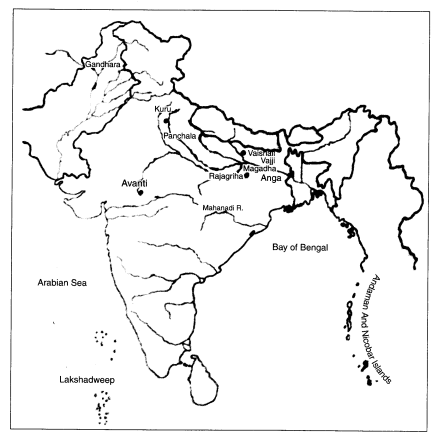 Gandhara
Kuru
Panchala
Vaishali
Vajji
Magadha
Rajagriha
Anga
Avanti
Mahanadi R.
Bay of Bengal
Arabian Sea
Andaman And Nicobar Islands
Lakshadweep